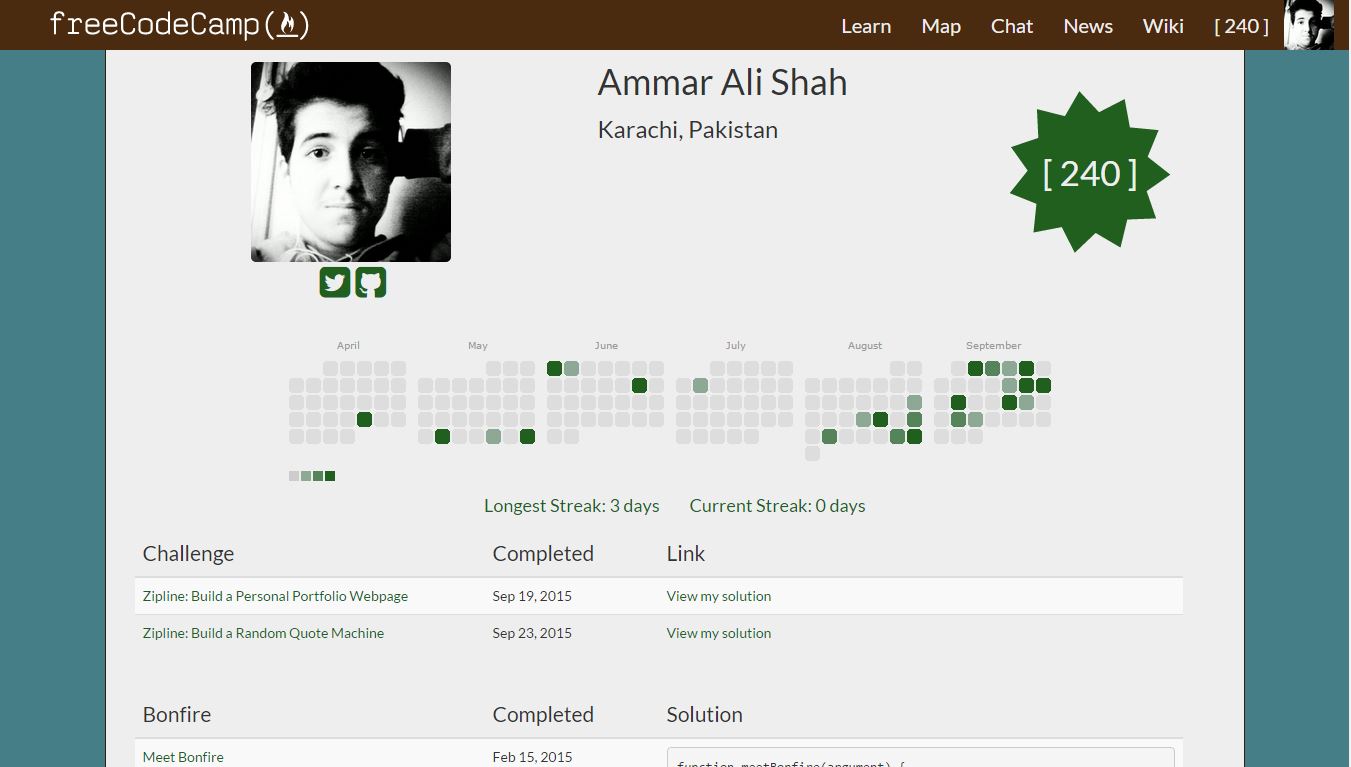 freeCodeCamp(🔥)
Learn Map Chat News Wiki [ 240 ]
Ammar Ali Shah
Karachi, Pakistan
[ 240 ]
April May June July August September
Longest Streak: 3 days Current Streak: 0 days
Challenge Completed Link
Zipline: Build a Personal Portfolio Webpage Sep 19, 2015 View my solution
Zipline: Build a Random Quote Machine Sep 23, 2015 View my solution
Bonfire Completed Solution
Meet Bonfire Feb 15, 2015
function meetBonfire(argument) {